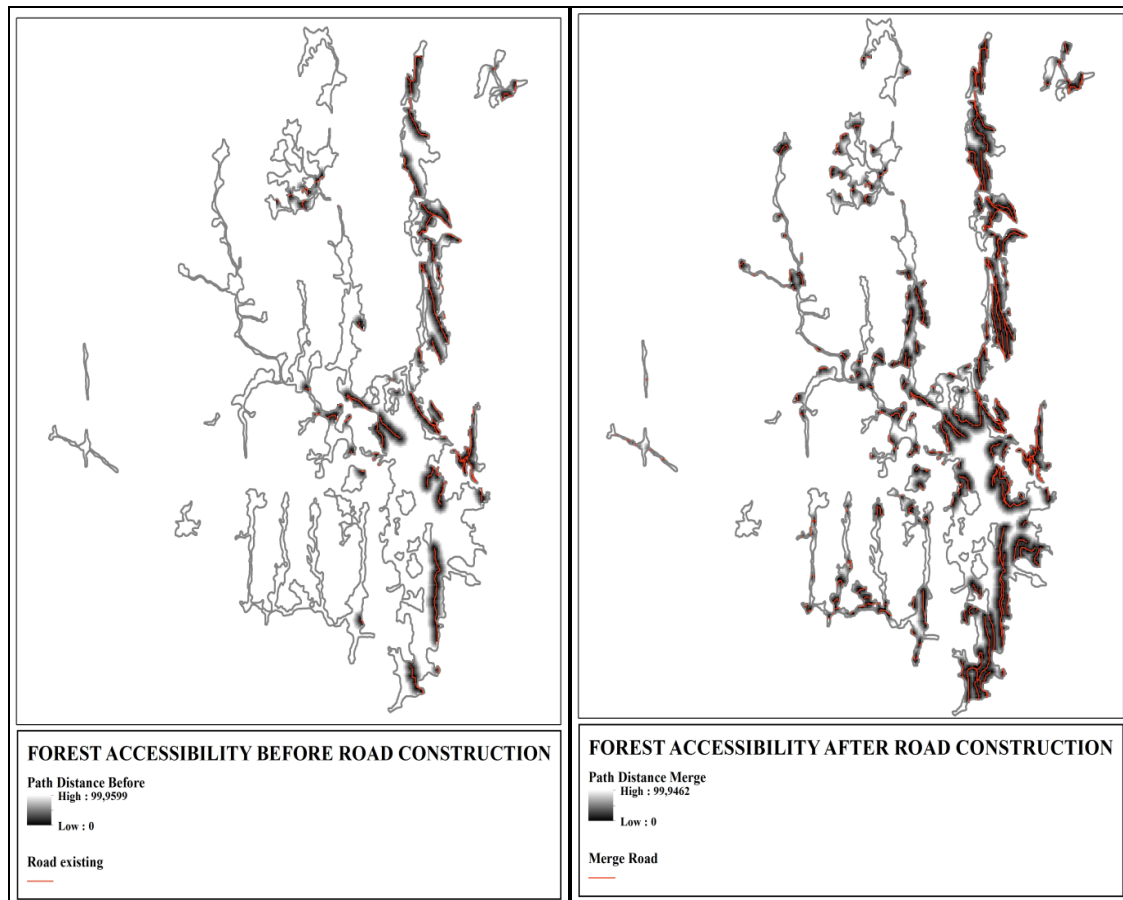 FOREST ACCESSIBILITY BEFORE ROAD CONSTRUCTION
Path Distance Before
High : 99,9599
Low : 0
Road existing
FOREST ACCESSIBILITY AFTER ROAD CONSTRUCTION
Path Distance Merge
High : 99,9462
Low : 0
Merge Road